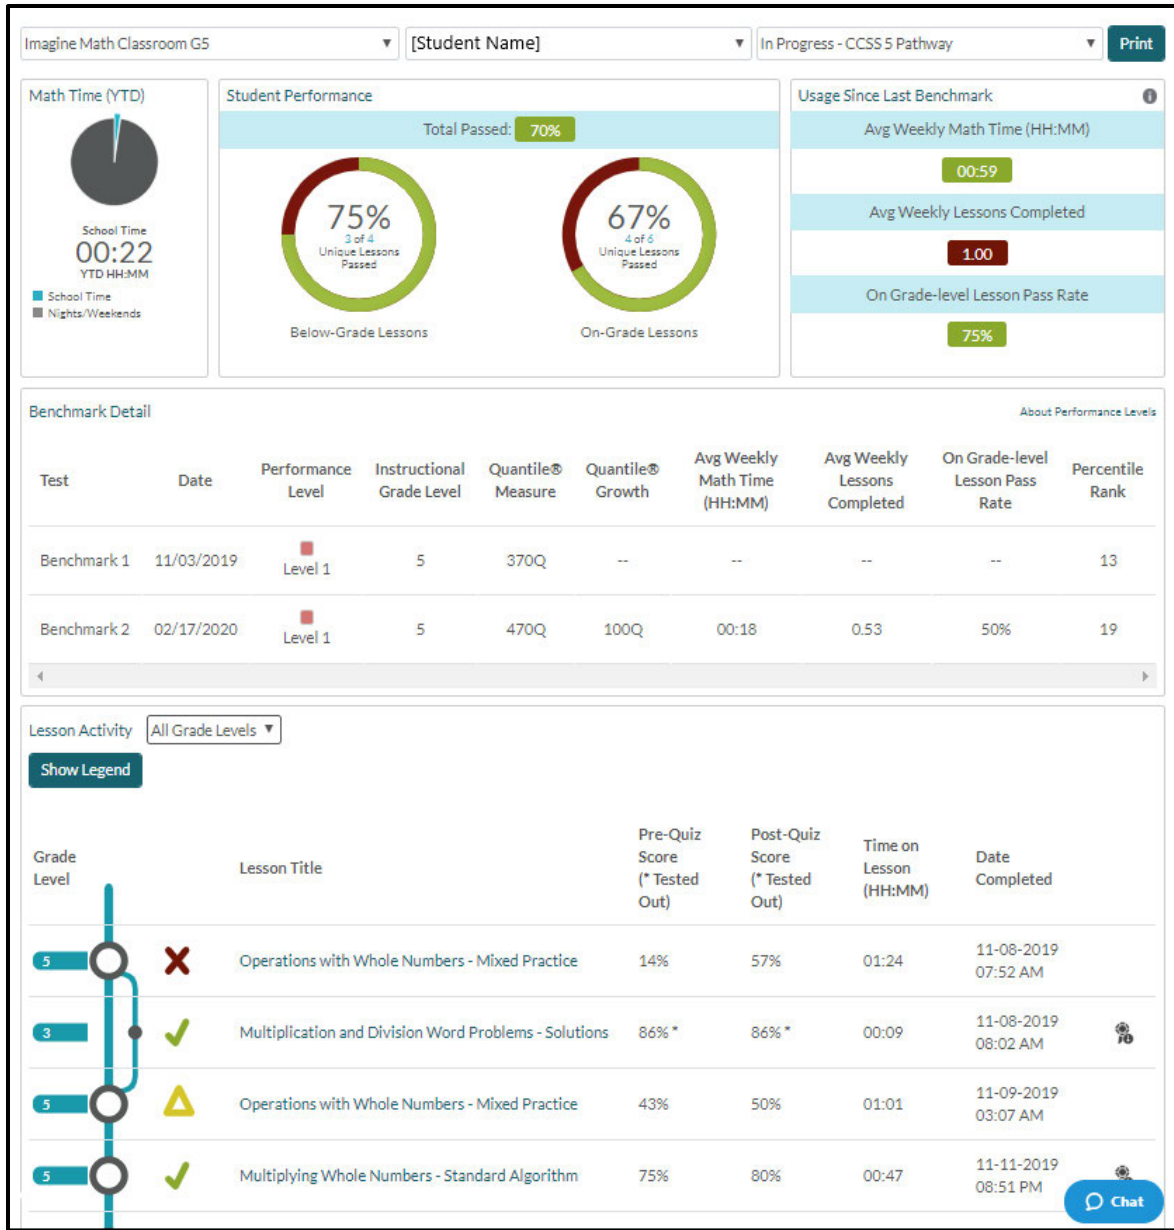 Imagine Math Classroom G5 ▼ [Student Name] ▼ In Progress - CCSS 5 Pathway ▼ Print
Math Time (YTD)
School Time
00:22
YTD HH:MM
School Time
Nights/Weekends
Student Performance
Total Passed: 70%
75%
3 of 4
Unique Lessons
Passed
Below-Grade Lessons
67%
4 of 6
Unique Lessons
Passed
On-Grade Lessons
Usage Since Last Benchmark
Avg Weekly Math Time (HH:MM)
00:59
Avg Weekly Lessons Completed
1.00
On Grade-level Lesson Pass Rate
75%
Benchmark Detail About Performance Levels
Test Date Performance Level Instructional Grade Level Quantile® Measure Quantile® Growth Avg Weekly Math Time (HH:MM) Avg Weekly Lessons Completed On Grade-level Lesson Pass Rate Percentile Rank
Benchmark 1 11/03/2019 Level 1 5 370Q -- -- -- -- 13
Benchmark 2 02/17/2020 Level 1 5 470Q 100Q 00:18 0.53 50% 19
Lesson Activity All Grade Levels ▼
Show Legend
Grade Level Lesson Title Pre-Quiz Score (* Tested Out) Post-Quiz Score (* Tested Out) Time on Lesson (HH:MM) Date Completed
5 Operations with Whole Numbers - Mixed Practice 14% 57% 01:24 11-08-2019 07:52 AM
3 Multiplication and Division Word Problems - Solutions 86% * 86% * 00:09 11-08-2019 08:02 AM
5 Operations with Whole Numbers - Mixed Practice 43% 50% 01:01 11-09-2019 03:07 AM
5 Multiplying Whole Numbers - Standard Algorithm 75% 80% 00:47 11-11-2019 08:51 PM
Chat